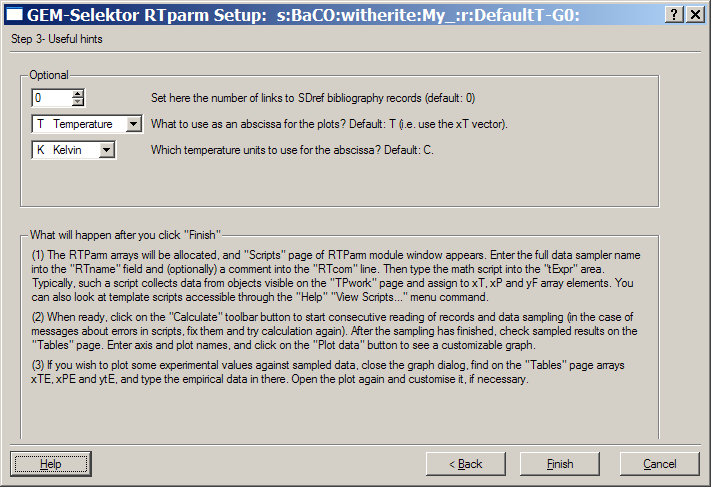 GEM-Selektor RTparm Setup: s:BaCO:witherite:My_:r:DefaultT-G0:
Step 3- Useful hints
Optional
0 Set here the number of links to SDref bibliography records (default: 0)
T Temperature What to use as an abscissa for the plots? Default: T (i.e. use the xT vector).
K Kelvin Which temperature units to use for the abscissa? Default: C.
What will happen after you click "Finish"
(1) The RTParm arrays will be allocated, and "Scripts" page of RTParm module window appears. Enter the full data sampler name
into the "RTname" field and (optionally) a comment into the "RTcom" line. Then type the math script into the "tExpr" area.
Typically, such a script collects data from objects visible on the "TPwork" page and assign to xT, xP and yF array elements. You
can also look at template scripts accessible through the "Help" "View Scripts..." menu command.
(2) When ready, click on the "Calculate" toolbar button to start consecutive reading of records and data sampling (in the case of
messages about errors in scripts, fix them and try calculation again). After the sampling has finished, check sampled results on the
"Tables" page. Enter axis and plot names, and click on the "Plot data" button to see a customizable graph.
(3) If you wish to plot some experimental values against sampled data, close the graph dialog, find on the "Tables" page arrays
xTE, xPE and ytE, and type the empirical data in there. Open the plot again and customise it, if necessary.
Help < Back Finish Cancel